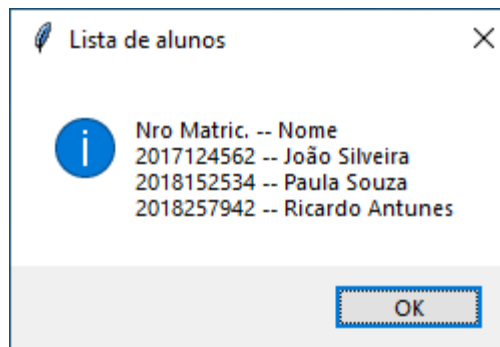 Lista de alunos
Nro Matric. -- Nome
2017124562 -- João Silveira
2018152534 -- Paula Souza
2018257942 -- Ricardo Antunes
OK